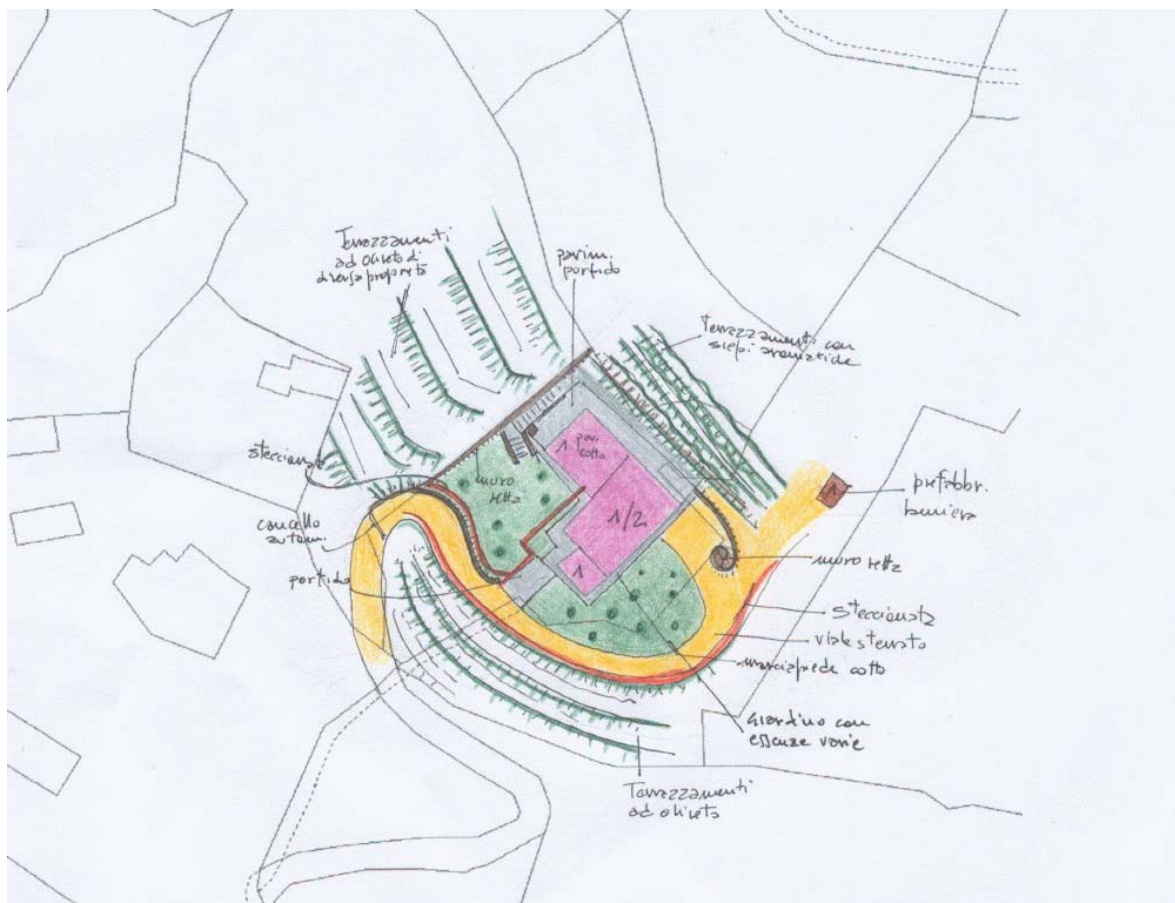 Terrazzamenti
ad oliveto di
diversa proprietà
pavim.
porfido
Terrazzamenti con
siepi aromatiche
steccionata
muro
retta
1 pav.
cotto
1/2
1
1
prefabbr.
lamiera
cancello
autom.
porfido
muro retta
steccionata
viale sterrato
marciapiede cotto
Giardino con
essenze varie
Terrazzamenti
ad oliveto